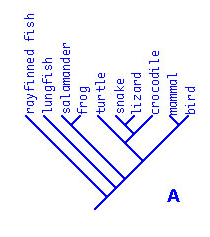 rayfinned fish
lungfish
salamander
frog
turtle
snake
lizard
crocodile
mammal
bird
A